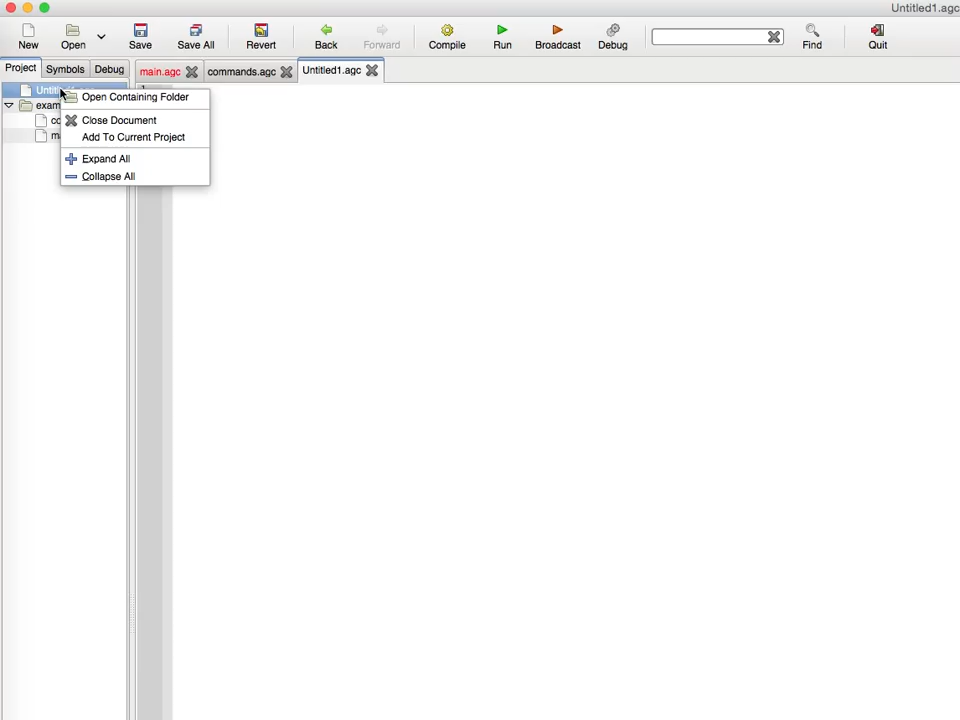 Untitled1.agc
New Open Save Save All Revert Back Forward Compile Run Broadcast Debug Find Quit
Project Symbols Debug main.agc commands.agc Untitled1.agc
Open Containing Folder
Close Document
Add To Current Project
Expand All
Collapse All